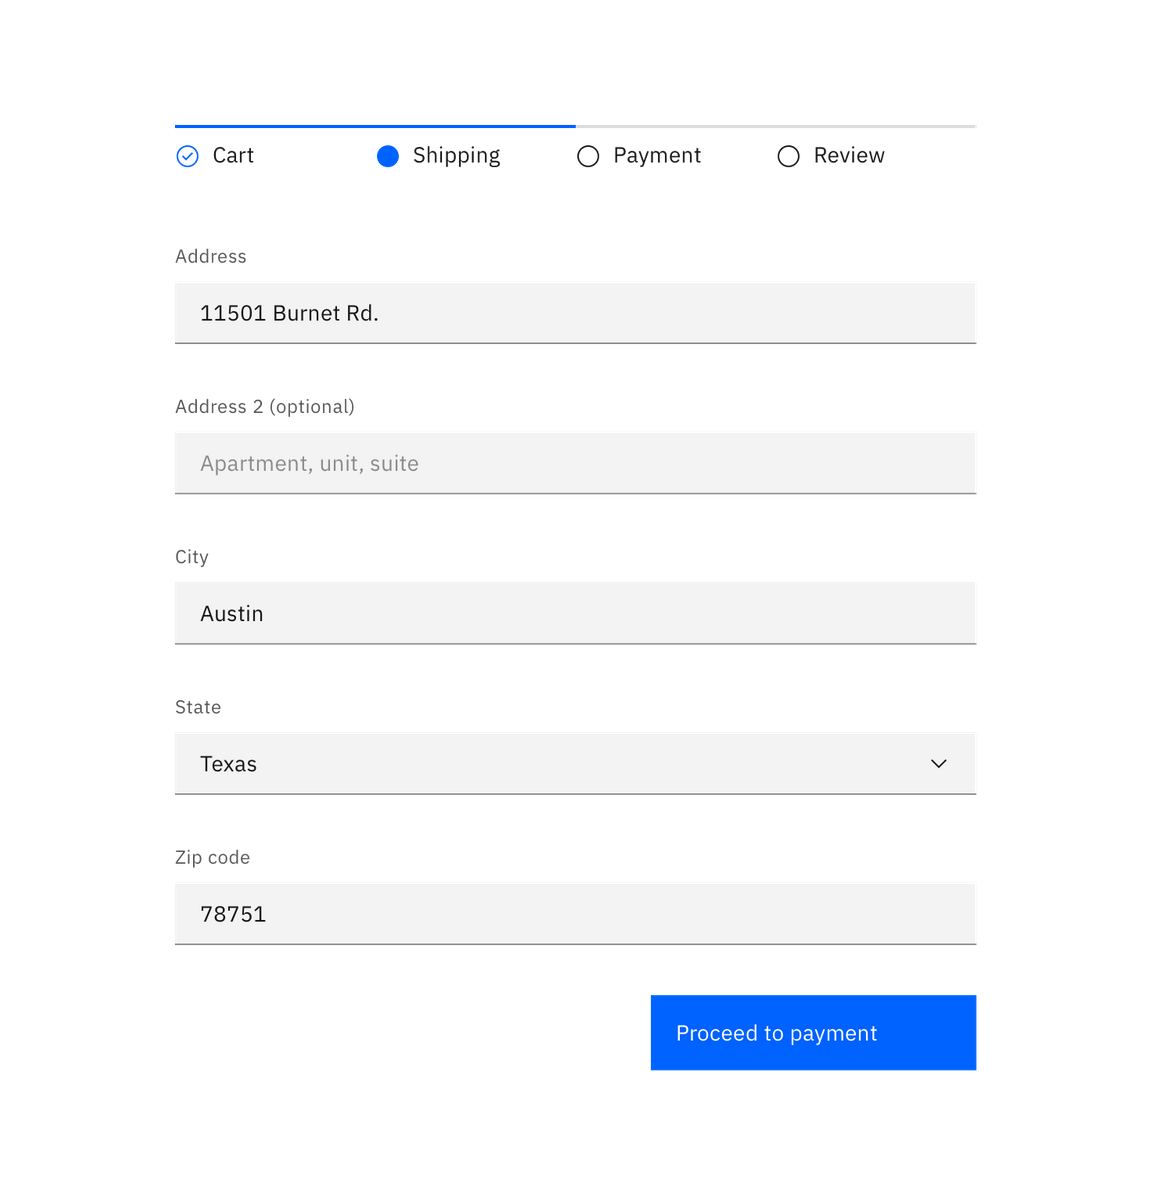 Cart Shipping Payment Review
Address
11501 Burnet Rd.
Address 2 (optional)
Apartment, unit, suite
City
Austin
State
Texas
Zip code
78751
Proceed to payment